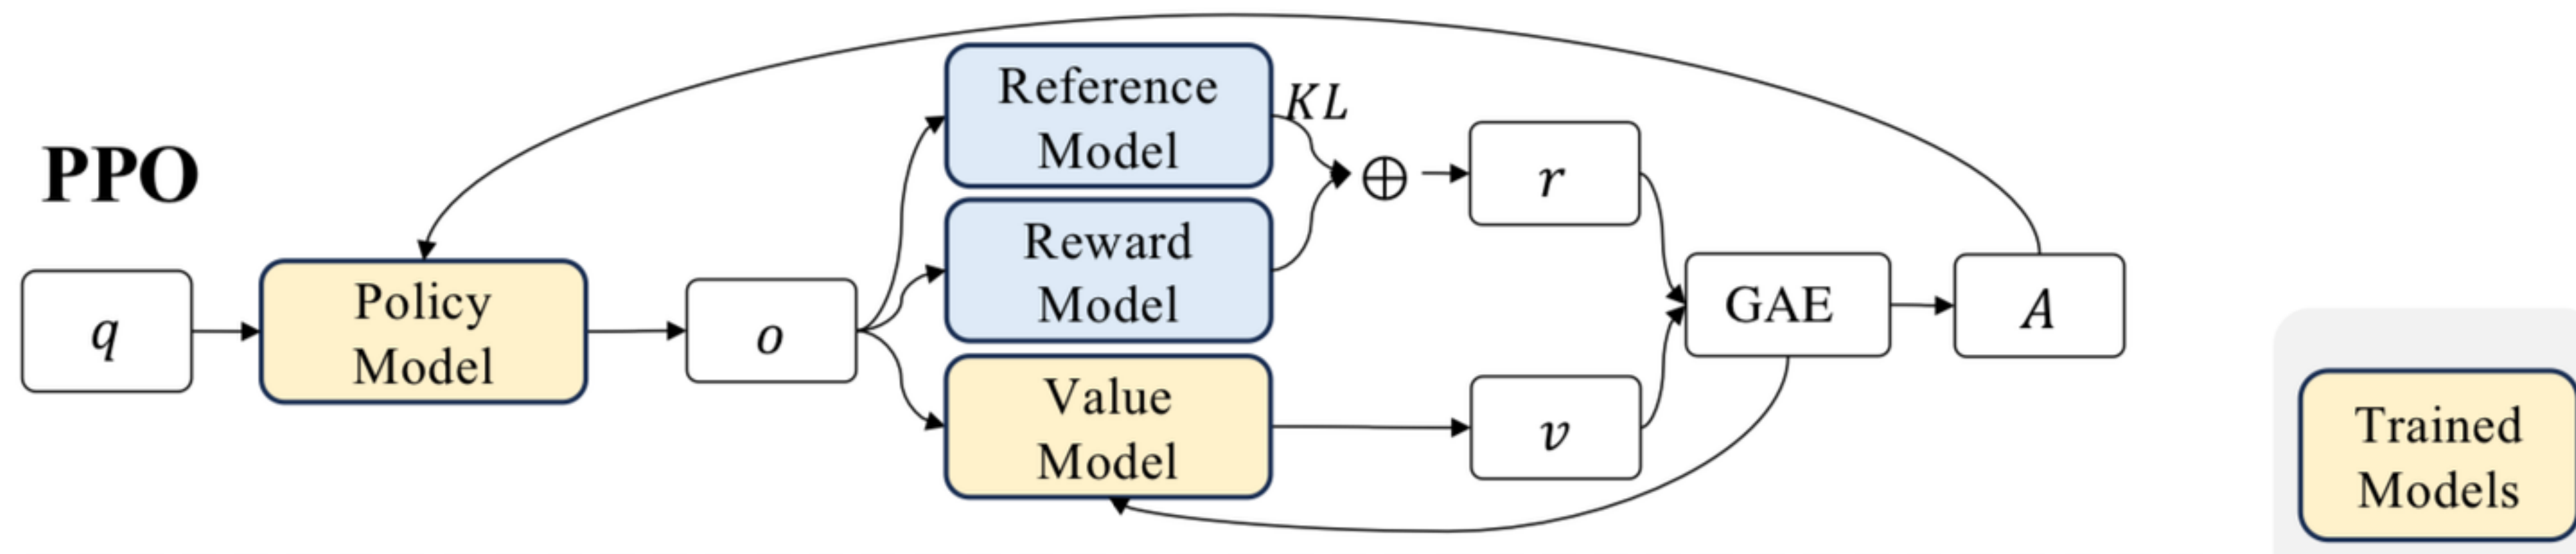 PPO
q
Policy
Model
o
Reference
Model
KL
Reward
Model
Value
Model
⊕
r
v
GAE
A
Trained
Models